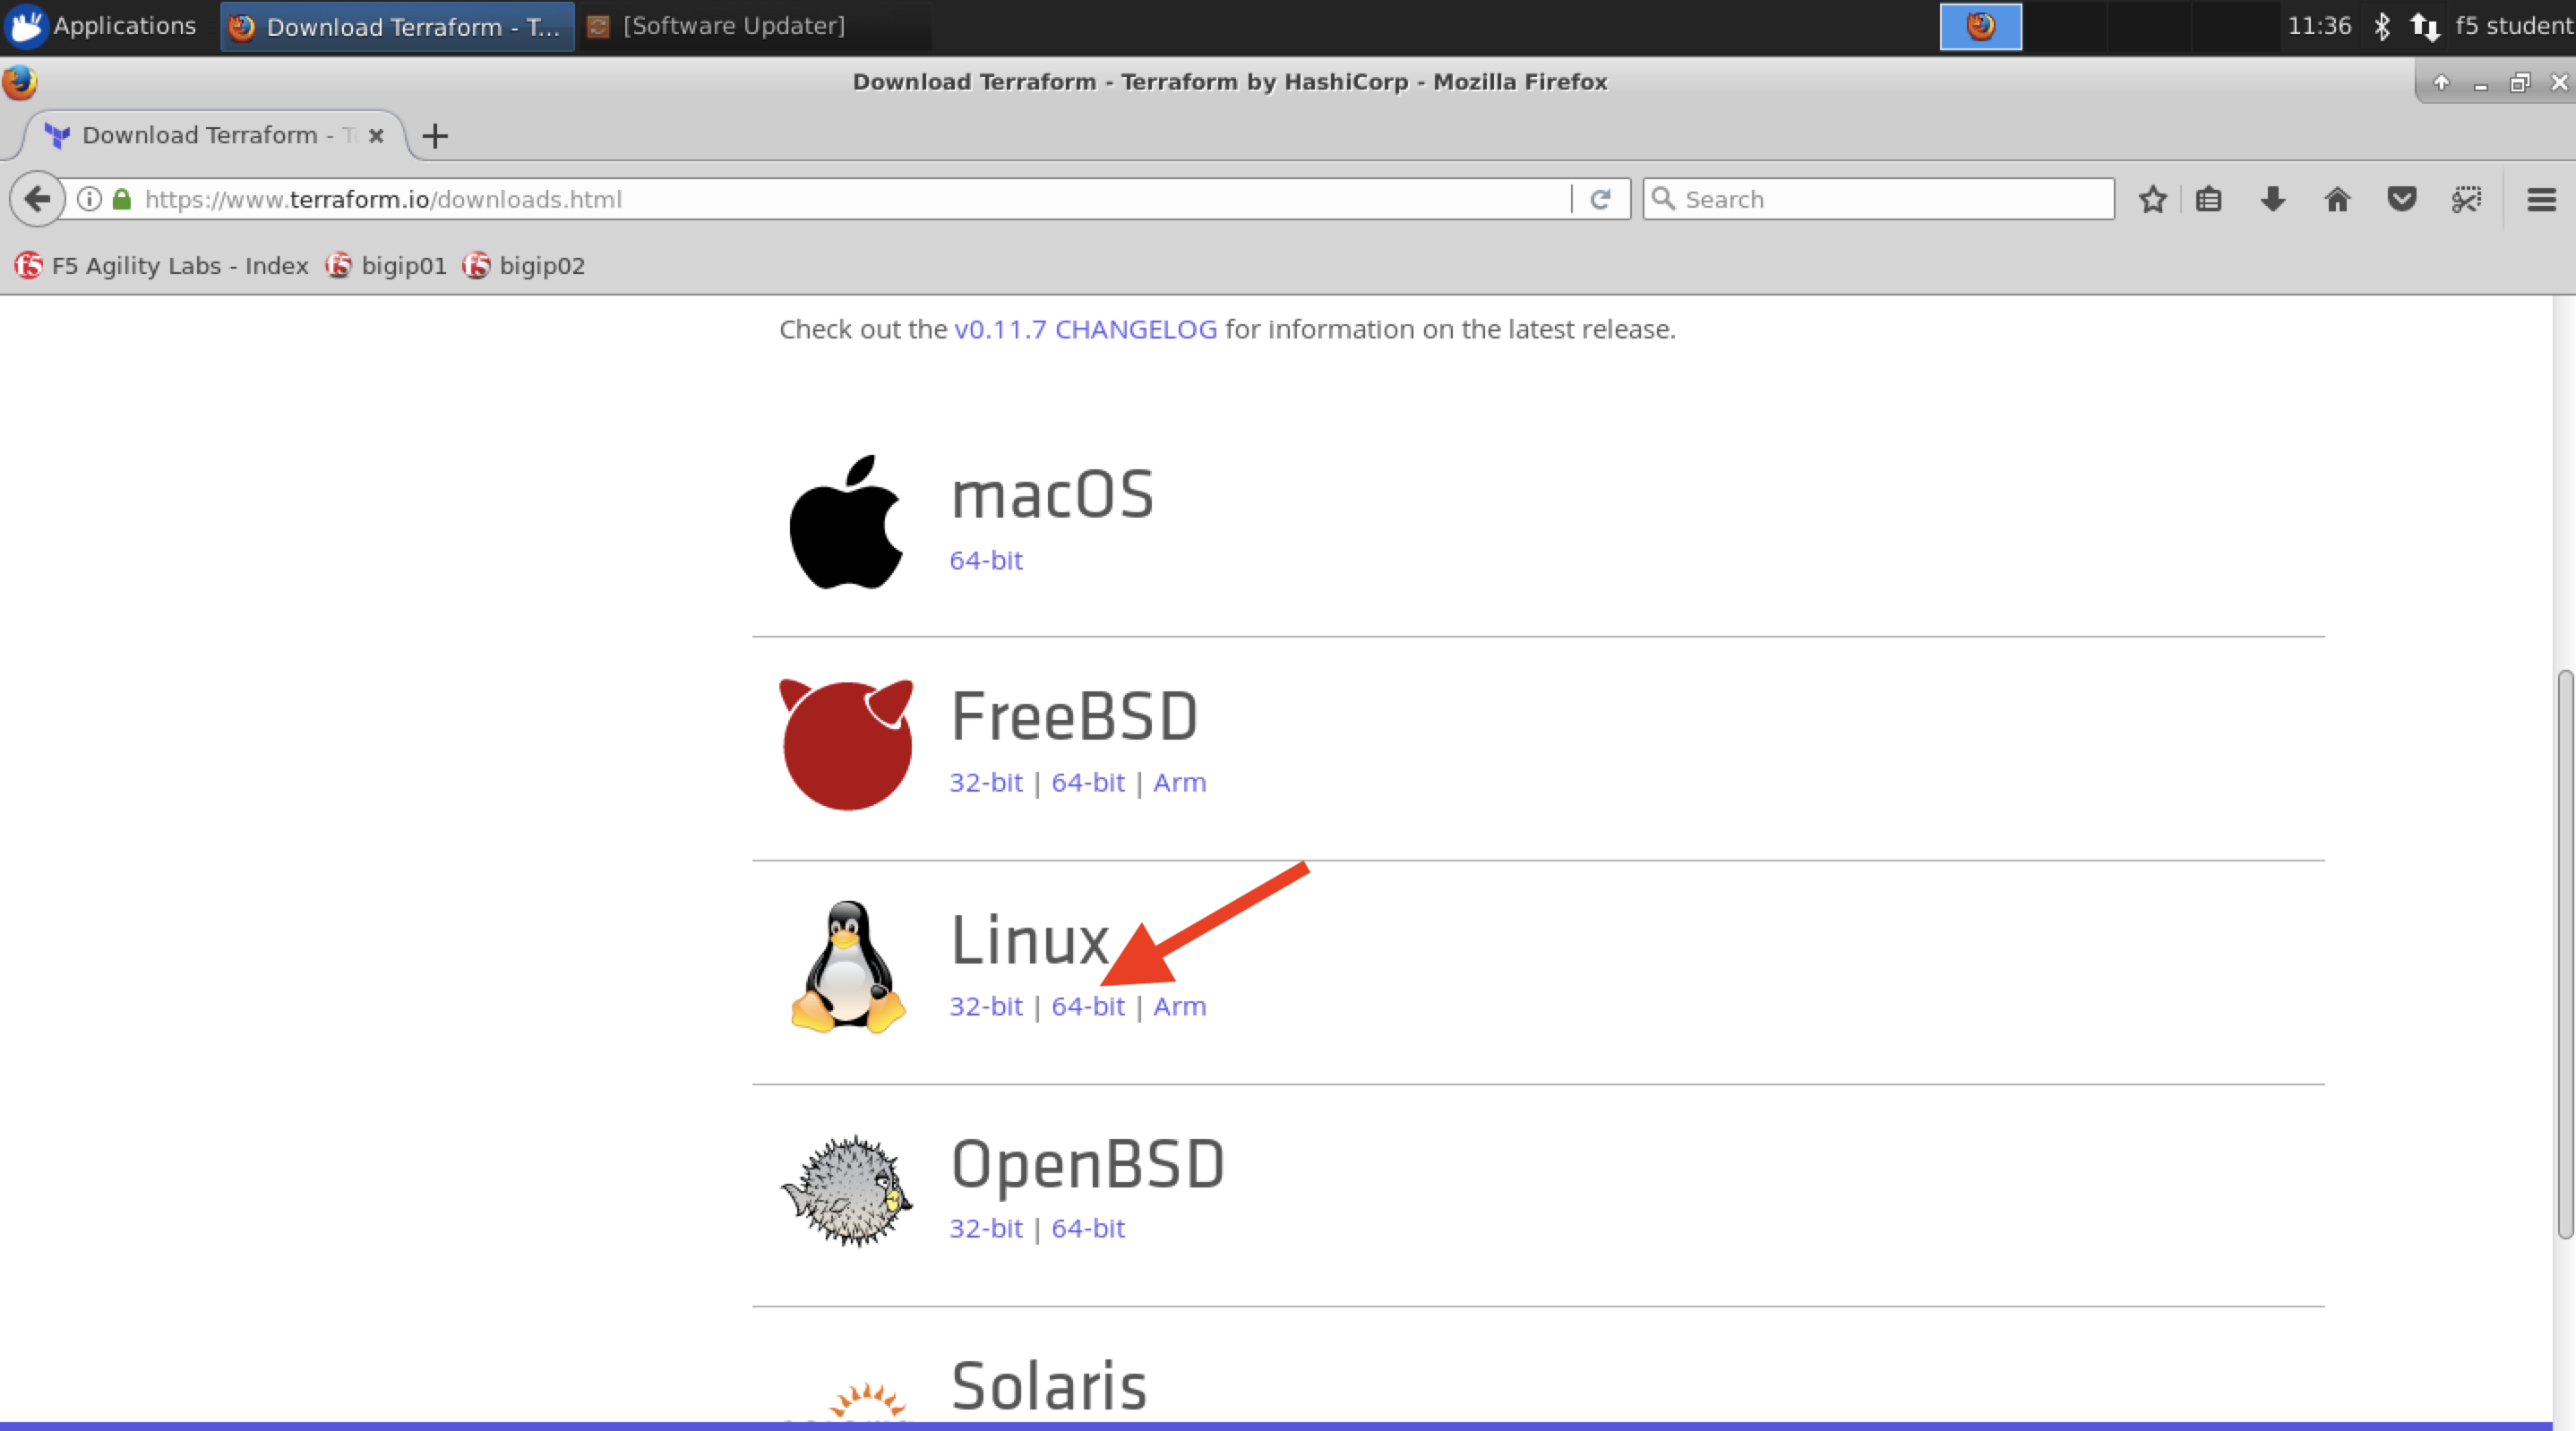 Applications
Download Terraform - T...
[Software Updater]
11:36
f5 student
Download Terraform - Terraform by HashiCorp - Mozilla Firefox
Download Terraform - Te
https://www.terraform.io/downloads.html
Search
F5 Agility Labs - Index
bigip01
bigip02
Check out the v0.11.7 CHANGELOG for information on the latest release.
macOS
64-bit
FreeBSD
32-bit | 64-bit | Arm
Linux
32-bit | 64-bit | Arm
OpenBSD
32-bit | 64-bit
Solaris